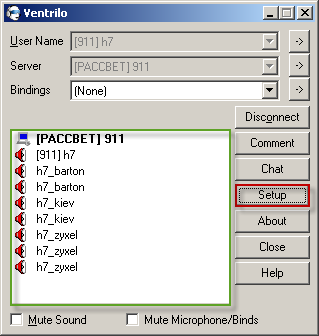 Ventrilo
User Name
[911] h7
->
Server
[PACCBET] 911
->
Bindings
(None)
->
Disconnect
Comment
Chat
Setup
About
Close
Help
[PACCBET] 911
[911] h7
h7_barton
h7_barton
h7_kiev
h7_kiev
h7_zyxel
h7_zyxel
h7_zyxel
Mute Sound
Mute Microphone/Binds